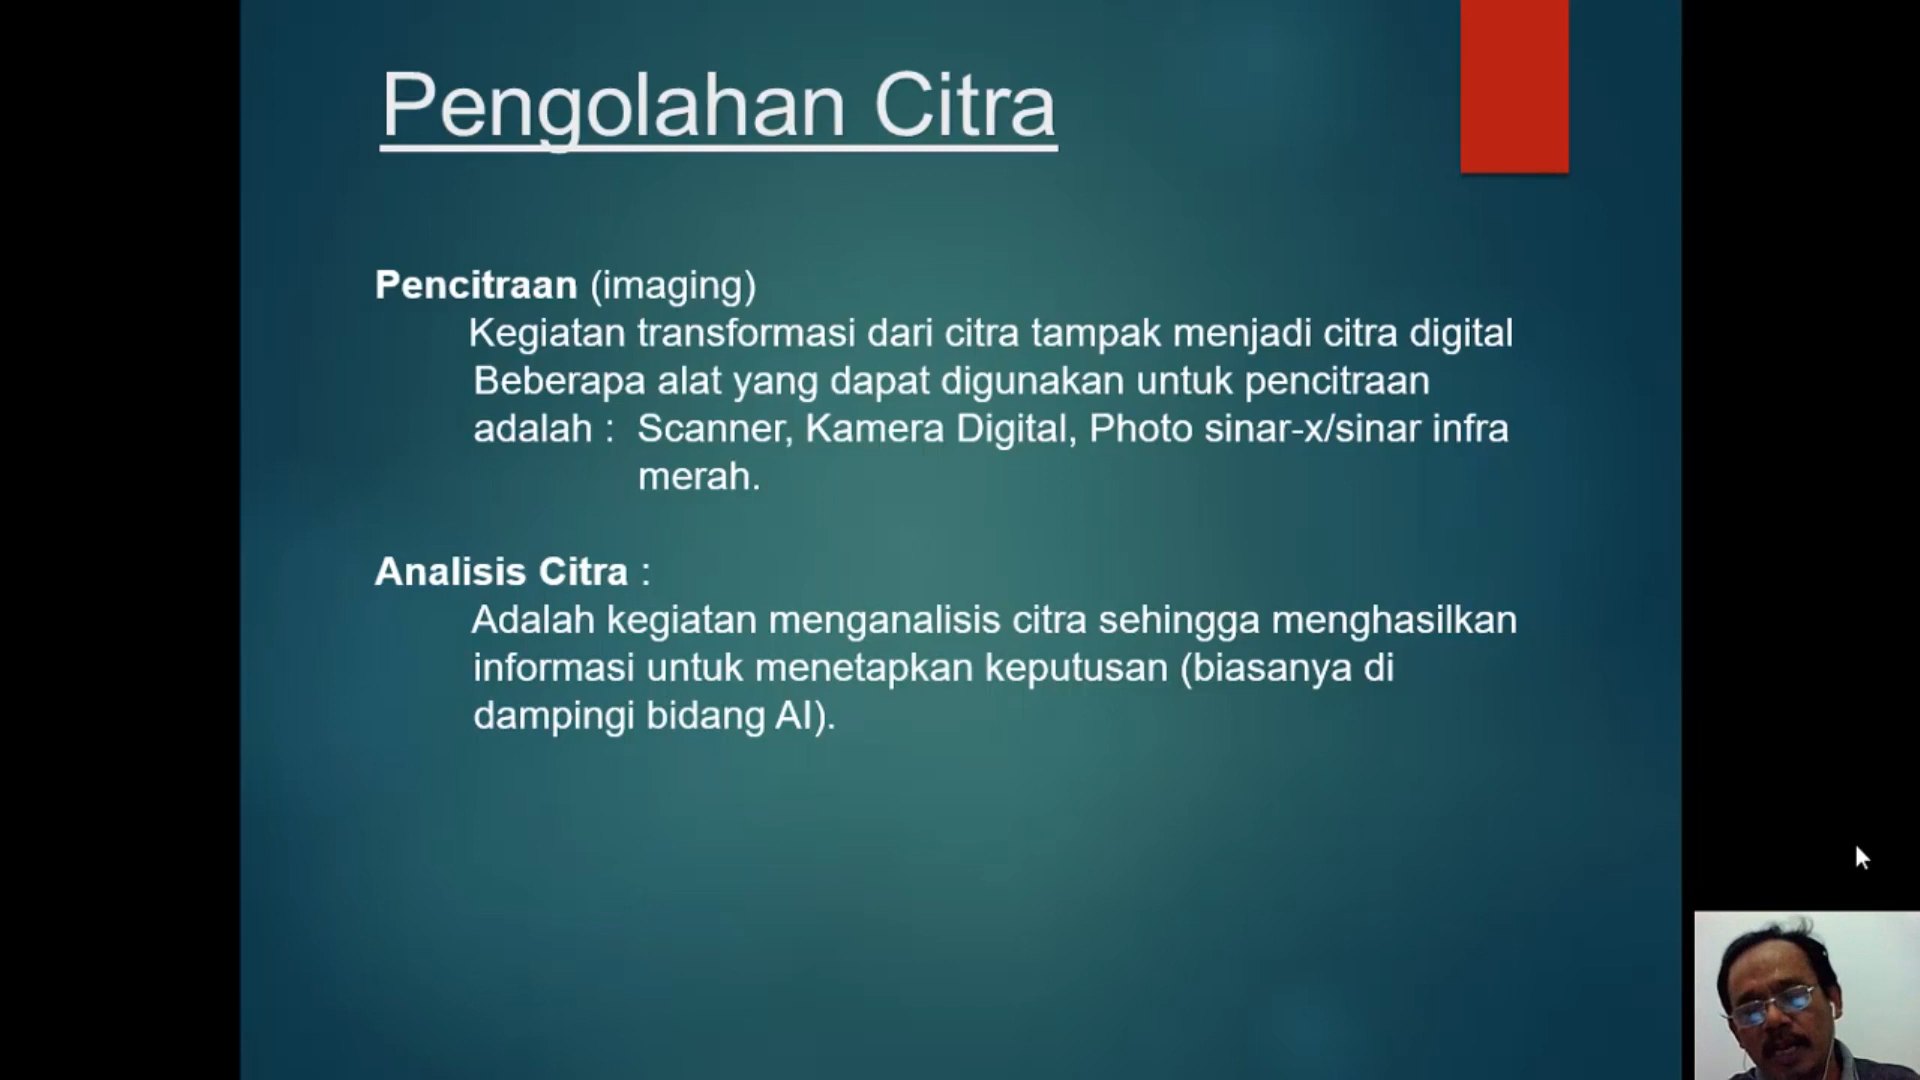 Pengolahan Citra
Pencitraan (imaging)
Kegiatan transformasi dari citra tampak menjadi citra digital
Beberapa alat yang dapat digunakan untuk pencitraan
adalah : Scanner, Kamera Digital, Photo sinar-x/sinar infra
merah.
Analisis Citra :
Adalah kegiatan menganalisis citra sehingga menghasilkan
informasi untuk menetapkan keputusan (biasanya di
dampingi bidang AI).